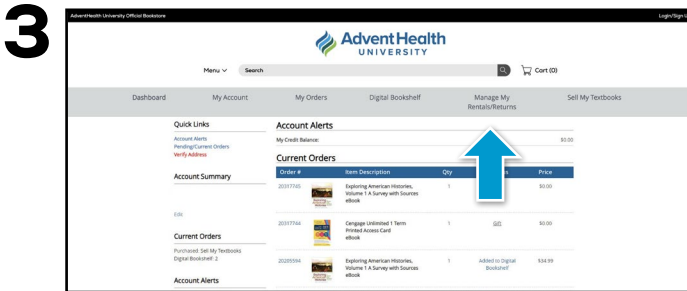 3
AdventHealth University Official Bookstore
Login/Sign U
Advent Health
UNIVERSITY
Menu
Search
Cart (0)
Dashboard
My Account
My Orders
Digital Bookshelf
Manage My
Rentals/Returns
Sell My Textbooks
Quick Links
Account Alerts
Pending/Current Orders
Verify Address
Account Summary
Edit
Current Orders
Purchased: Sell My Textbooks
Digital Bookshelf: 2
Account Alerts
Account Alerts
My Credit Balance:
$0.00
Current Orders
Order #
Item Description
Qty
Price
20317745
Exploring American Histories,
Volume 1 A Survey with Sources
eBook
1
$0.00
20317744
Cengage Unlimited 1 Term
Printed Access Card
eBook
1
Gift
$0.00
20285594
Exploring American Histories,
Volume 1 A Survey with Sources
eBook
1
Added to Digital
Bookshelf
$34.99